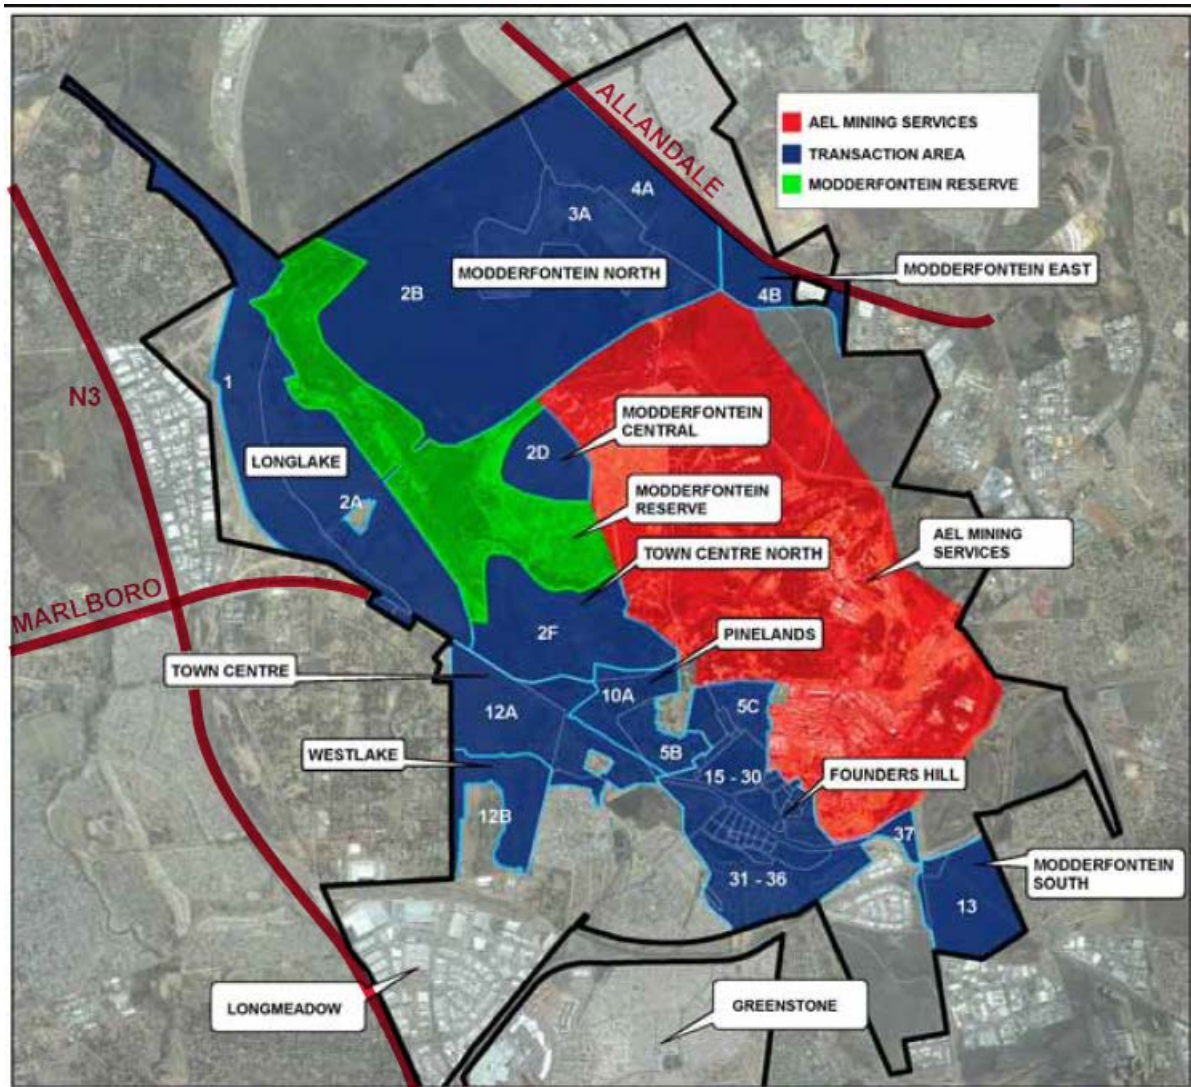 ALLANDALE
AEL MINING SERVICES
TRANSACTION AREA
MODDERFONTEIN RESERVE
4A
3A
MODDERFONTEIN NORTH
MODDERFONTEIN EAST
2B
4B
1
N3
MODDERFONTEIN
CENTRAL
2D
LONGLAKE
2A
MODDERFONTEIN
RESERVE
AEL MINING
SERVICES
TOWN CENTRE NORTH
MARLBORO
2F
PINELANDS
TOWN CENTRE
10A
12A
5C
5B
WESTLAKE
15 - 30
FOUNDERS HILL
12B
37
MODDERFONTEIN
SOUTH
31 - 36
13
LONGMEADOW
GREENSTONE